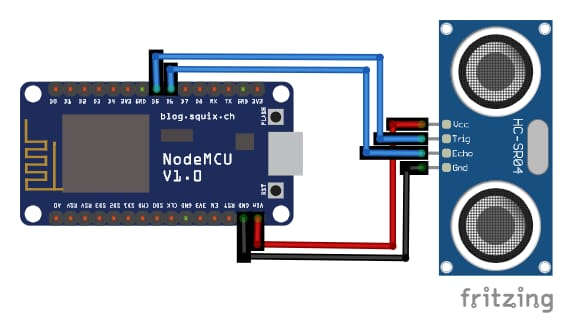 D0 D1 D2 D3 D4 3V3 GND D5 D6 D7 D8 RX TX GND 3V3
blog.squix.ch
FLASH
NodeMCU
V1.0
RST
A0 RSV RSV SD3 SD2 SD1 CMD SD0 CLK GND 3V3 EN RST GND Vin
Vcc
Trig
Echo
Gnd
HC-SR04
fritzing